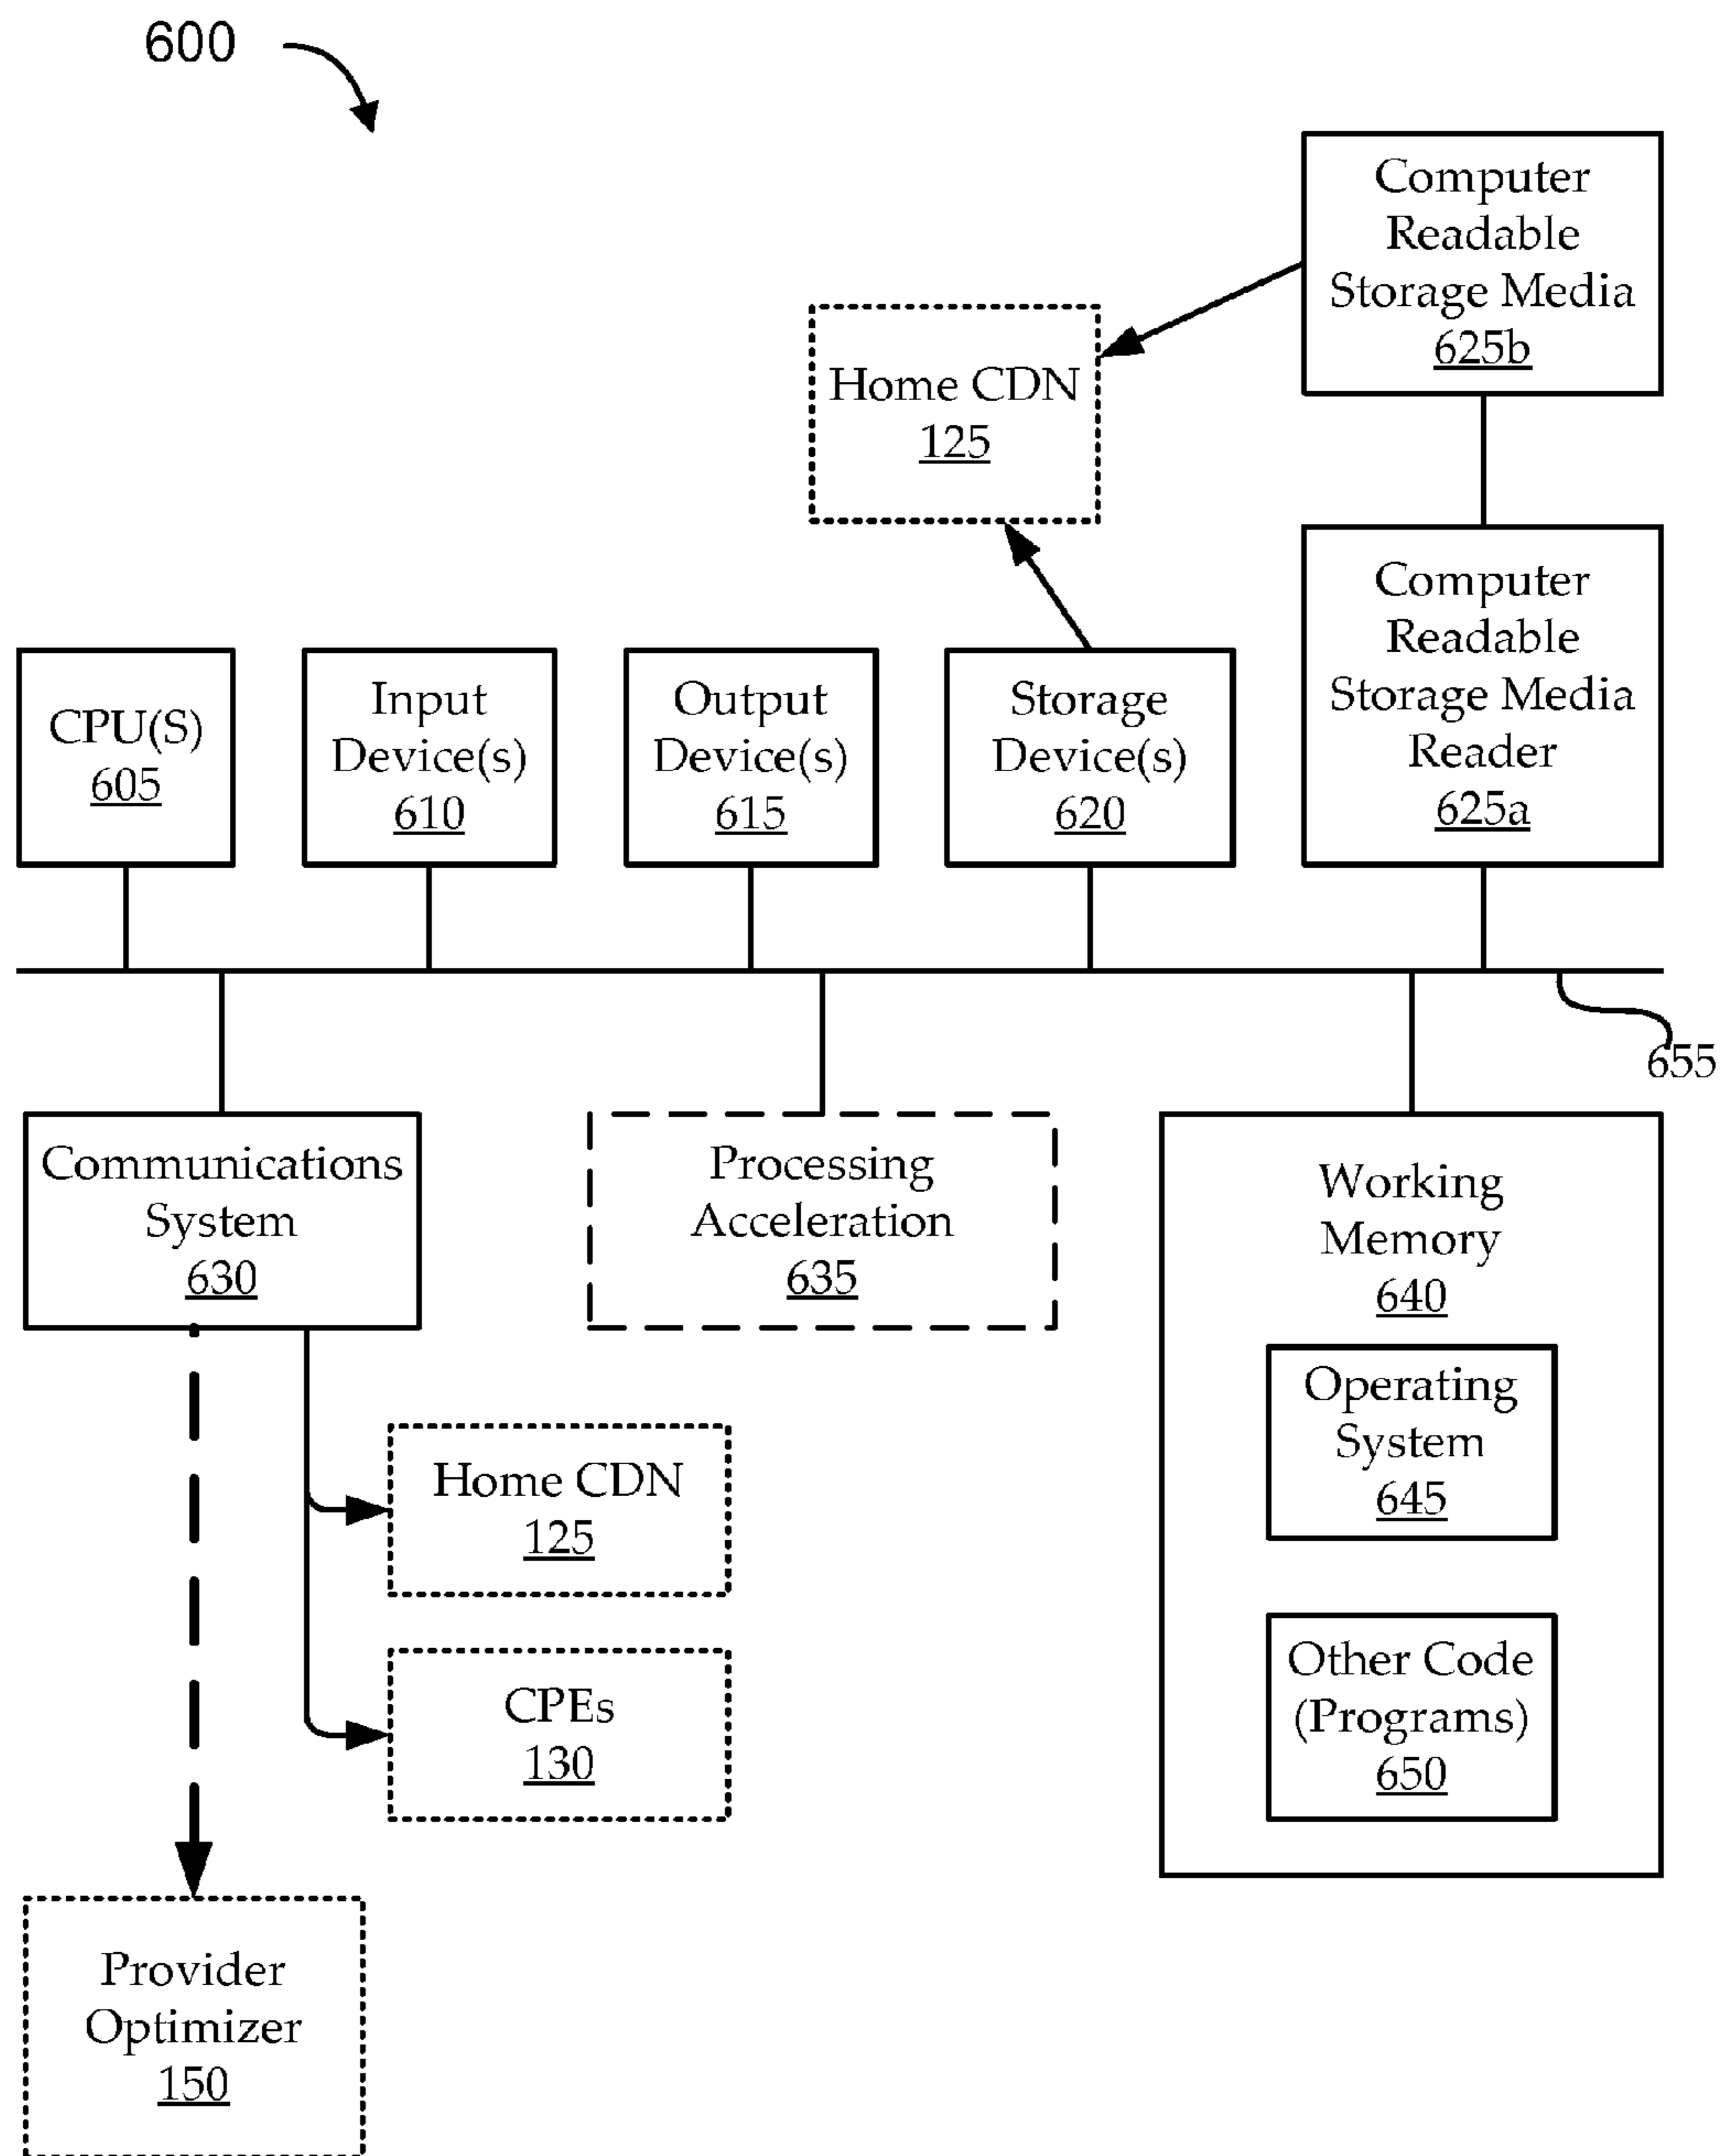 600
Computer
Readable
Storage Media
625b
Home CDN
125
Computer
Readable
Storage Media
Reader
625a
CPU(S)
605
Input
Device(s)
610
Output
Device(s)
615
Storage
Device(s)
620
655
Communications
System
630
Processing
Acceleration
635
Working
Memory
640
Operating
System
645
Other Code
(Programs)
650
Home CDN
125
CPEs
130
Provider
Optimizer
150